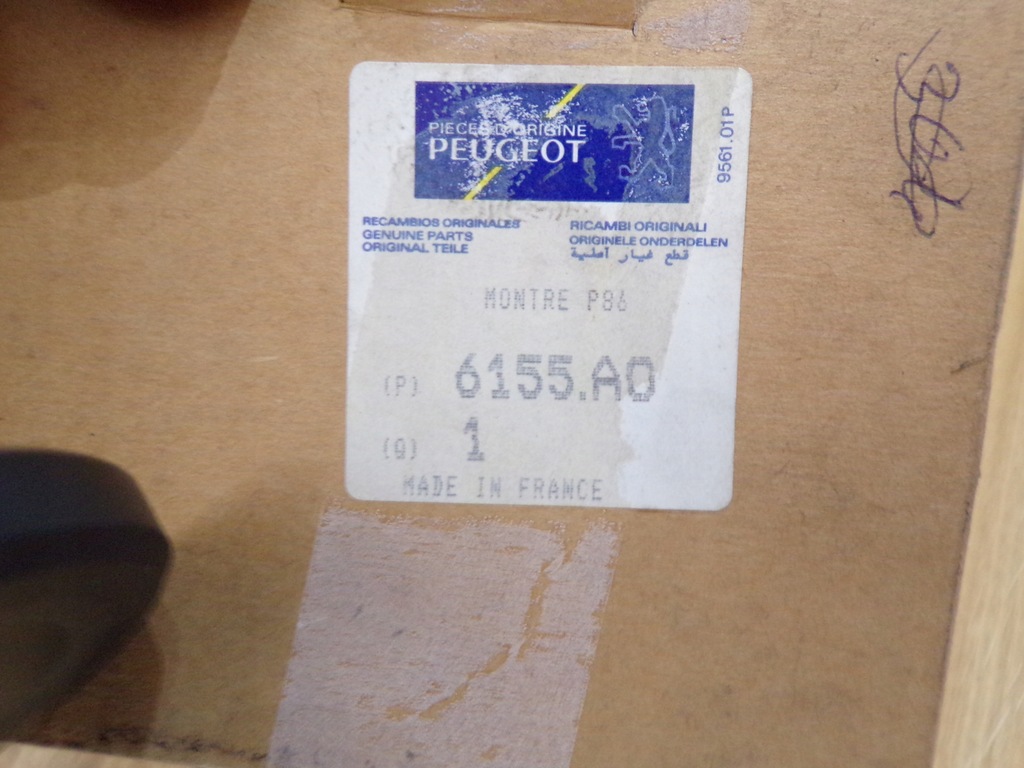 PIECES D'ORIGINE
PEUGEOT
9561.01P
RECAMBIOS ORIGINALES
GENUINE PARTS
ORIGINAL TEILE
RICAMBI ORIGINALI
ORIGINELE ONDERDELEN
قطع غيار أصلية
MONTRE P86
(P) 6155.A0
(Q) 1
MADE IN FRANCE